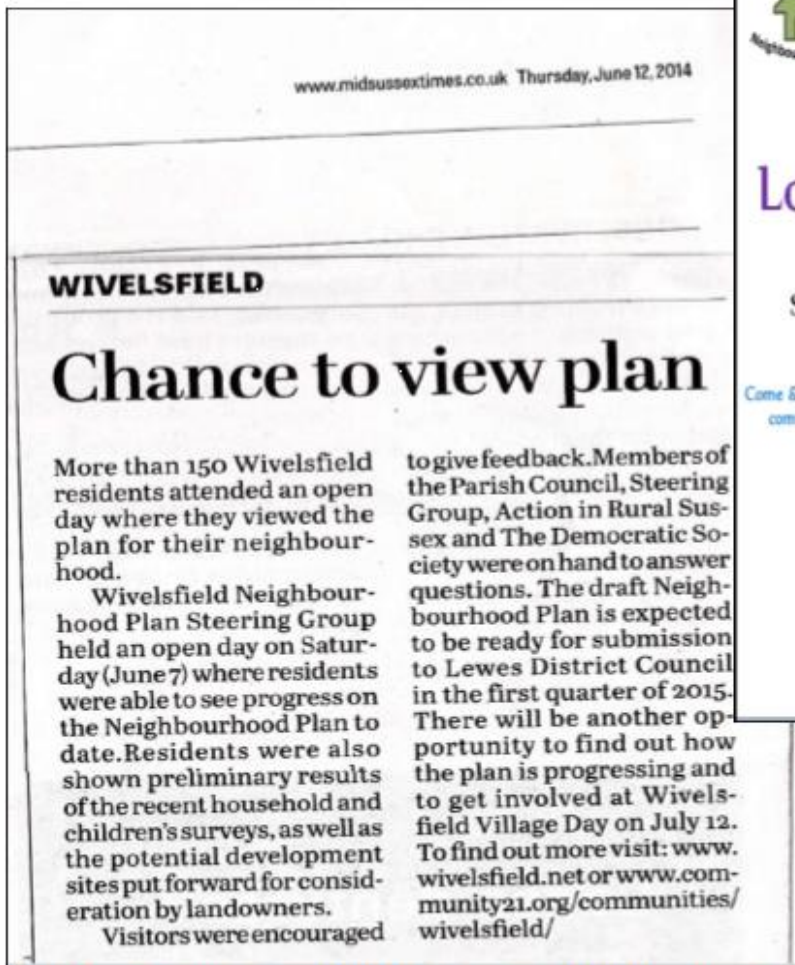 www.midsussextimes.co.uk Thursday, June 12, 2014
WIVELSFIELD
Chance to view plan
More than 150 Wivelsfield
residents attended an open
day where they viewed the
plan for their neighbour-
hood.
Wivelsfield Neighbour-
hood Plan Steering Group
held an open day on Satur-
day (June 7) where residents
were able to see progress on
the Neighbourhood Plan to
date.Residents were also
shown preliminary results
of the recent household and
children's surveys, as well as
the potential development
sites put forward for consid-
eration by landowners.
Visitors were encouraged
to give feedback.Members of
the Parish Council, Steering
Group, Action in Rural Sus-
sex and The Democratic So-
ciety were on hand to answer
questions. The draft Neigh-
bourhood Plan is expected
to be ready for submission
to Lewes District Council
in the first quarter of 2015.
There will be another op-
portunity to find out how
the plan is progressing and
to get involved at Wivels-
field Village Day on July 12.
To find out more visit: www.
wivelsfield.net or www.com-
munity21.org/communities/
wivelsfield/
Come &